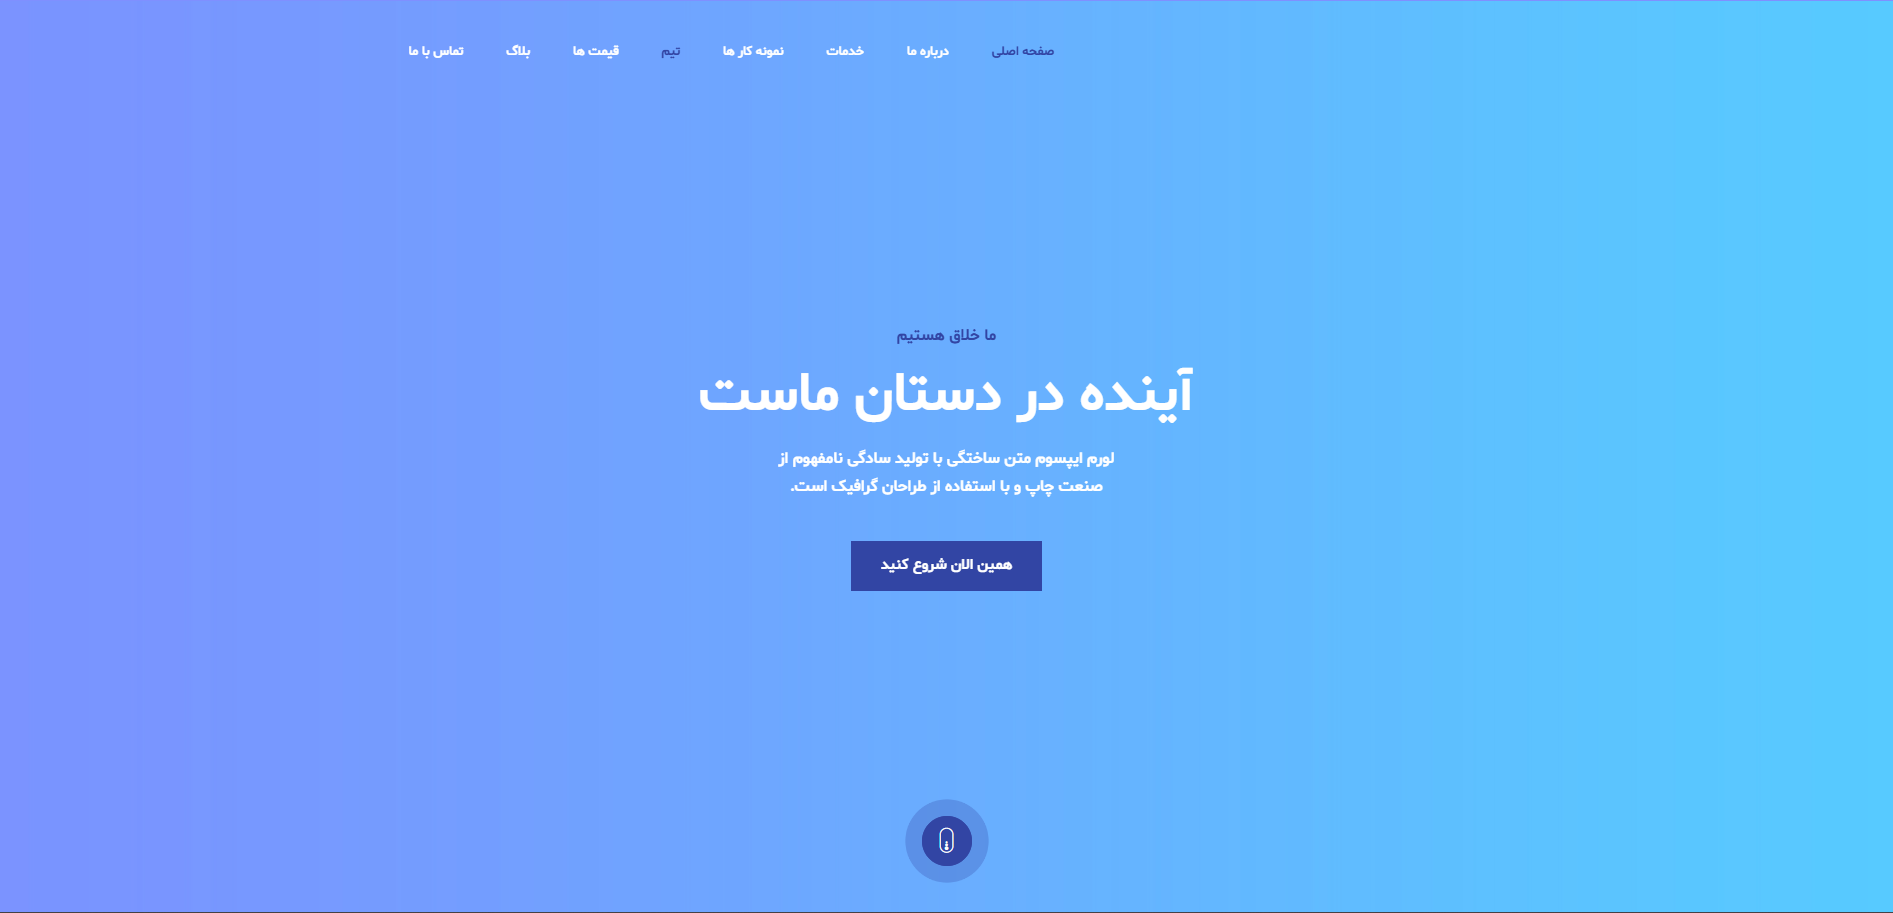 صفحه اصلی درباره ما خدمات نمونه کار ها تیم قیمت ها بلاگ تماس با ما
ما خلاق هستیم
آینده در دستان ماست
لورم ایپسوم متن ساختگی با تولید سادگی نامفهوم از
صنعت چاپ و با استفاده از طراحان گرافیک است.
همین الان شروع کنید